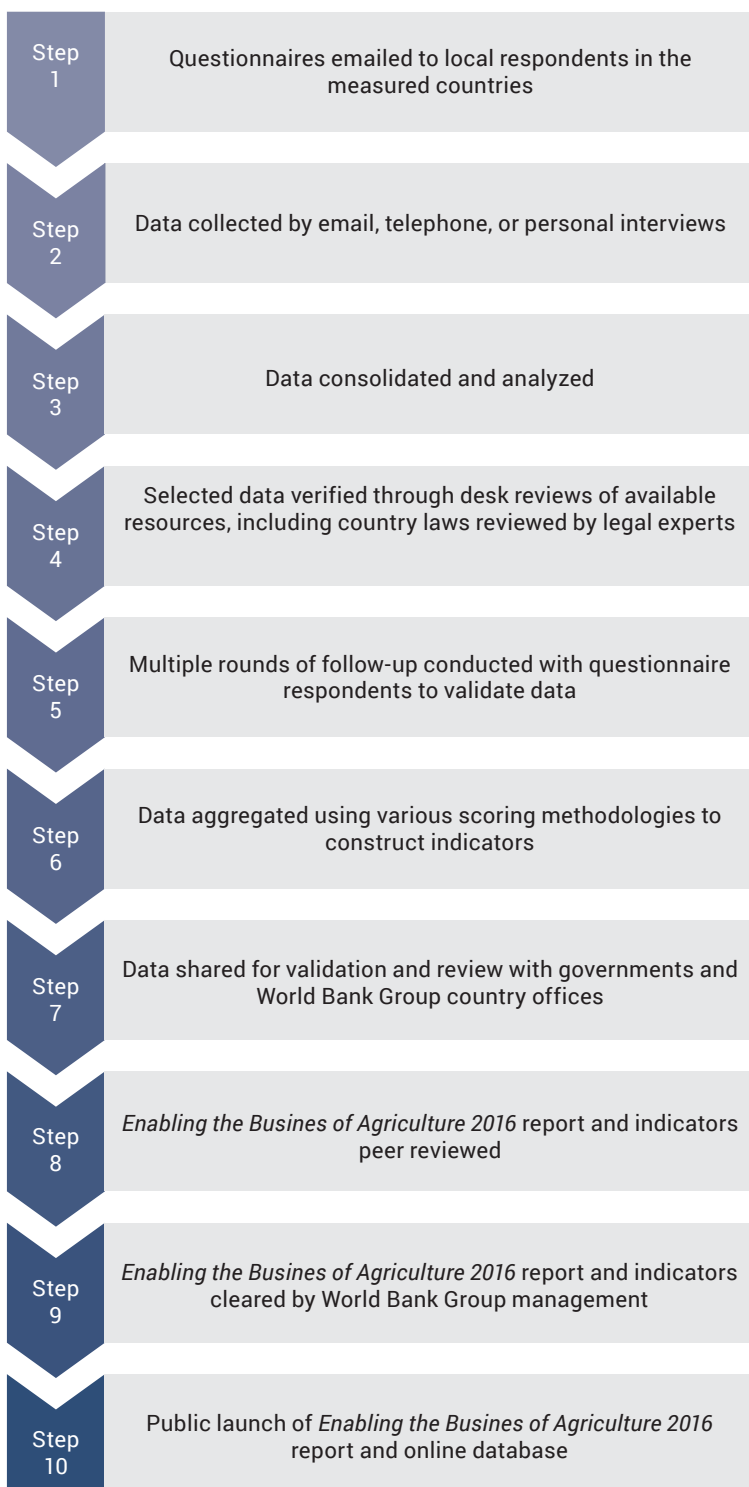 Step
1
Questionnaires emailed to local respondents in the
measured countries
Step
2
Data collected by email, telephone, or personal interviews
Step
3
Data consolidated and analyzed
Step
4
Selected data verified through desk reviews of available
resources, including country laws reviewed by legal experts
Step
5
Multiple rounds of follow-up conducted with questionnaire
respondents to validate data
Step
6
Data aggregated using various scoring methodologies to
construct indicators
Step
7
Data shared for validation and review with governments and
World Bank Group country offices
Step
8
Enabling the Busines of Agriculture 2016 report and indicators
peer reviewed
Step
9
Enabling the Busines of Agriculture 2016 report and indicators
cleared by World Bank Group management
Step
10
Public launch of Enabling the Busines of Agriculture 2016
report and online database